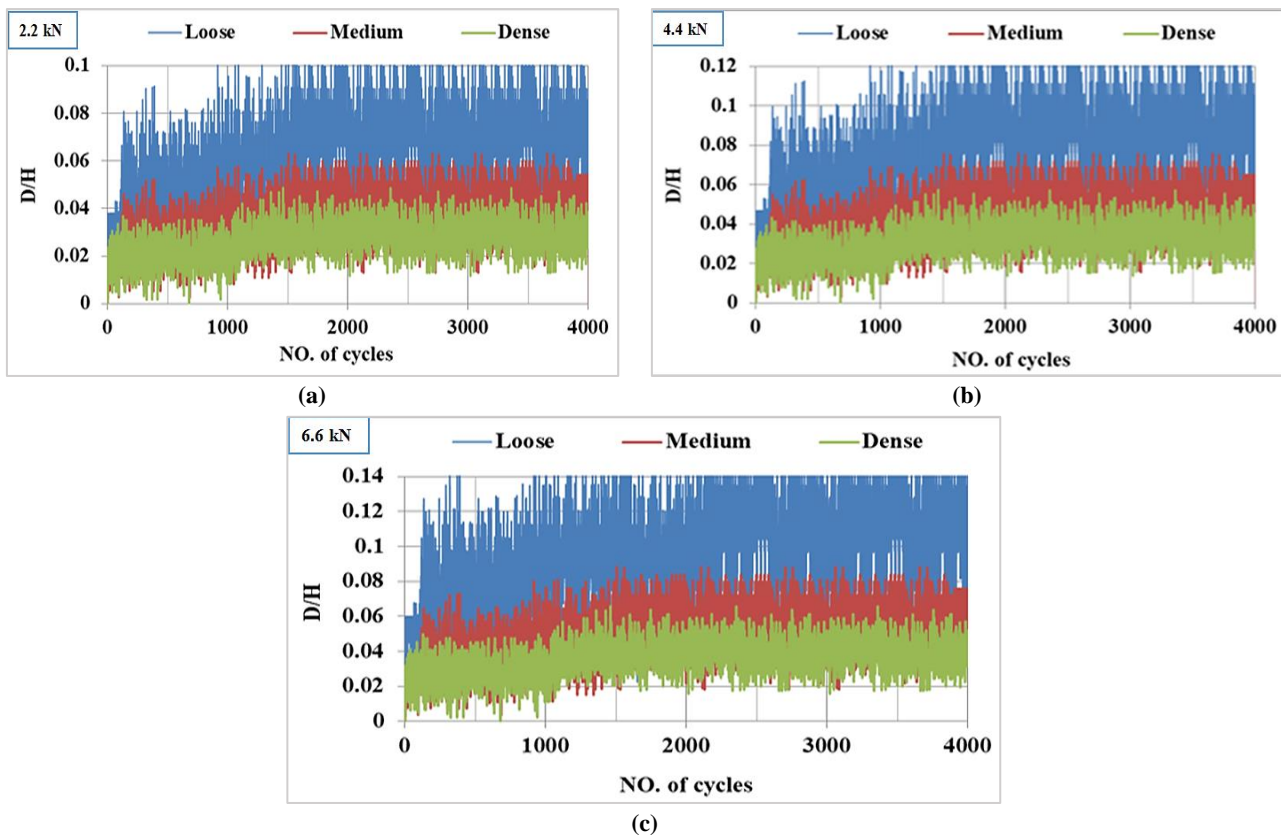 2.2 kN
Loose Medium Dense
0.1
0.08
0.06
0.04
0.02
0
D/H
0 1000 2000 3000 4000
NO. of cycles
(a)
4.4 kN
Loose Medium Dense
0.12
0.1
0.08
0.06
0.04
0.02
0
D/H
0 1000 2000 3000 4000
NO. of cycles
(b)
6.6 kN
Loose Medium Dense
0.14
0.12
0.1
0.08
0.06
0.04
0.02
0
D/H
0 1000 2000 3000 4000
NO. of cycles
(c)